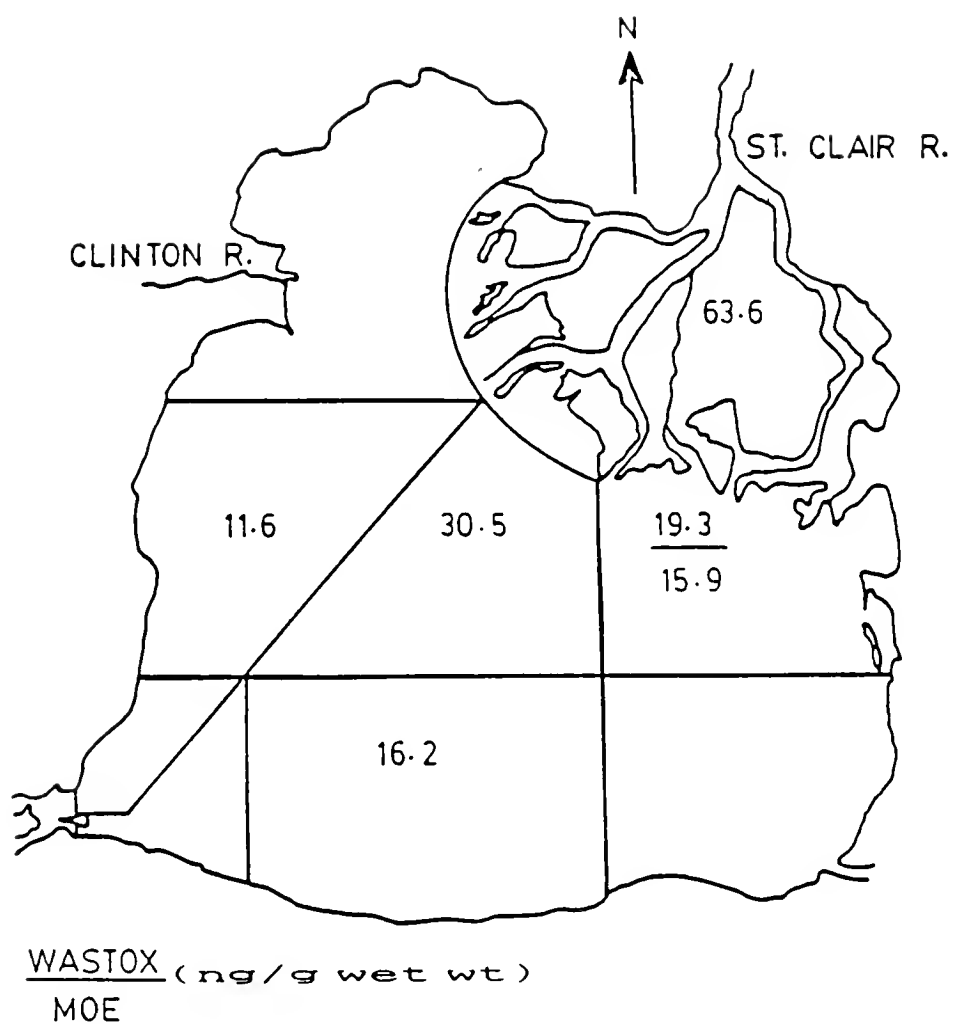 N
ST. CLAIR R.
CLINTON R.
63.6
11.6
30.5
19.3
15.9
16.2
WASTOX (ng/g wet wt)
MOE